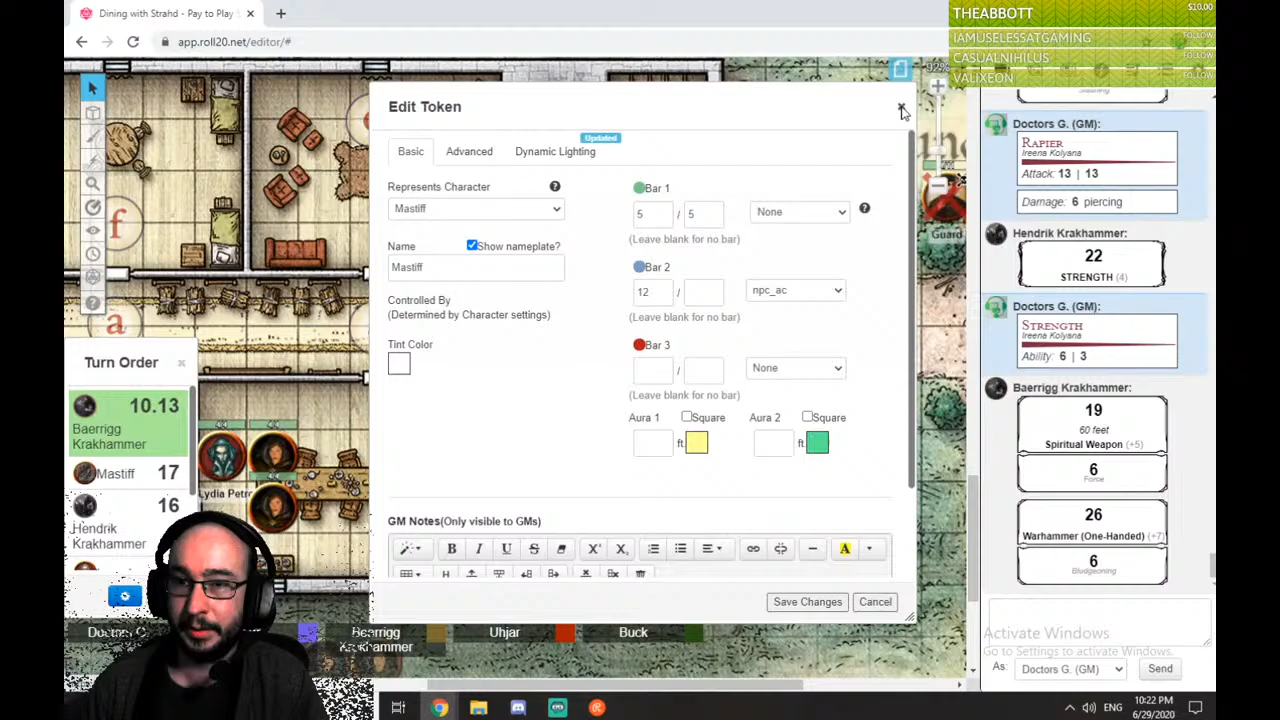 Dining with Strahd - Pay to Play
app.roll20.net/editor/#
THEABBOTT
$10.00
IAMUSELESSATGAMING
FOLLOW
CASUALNIHILUS
FOLLOW
VALIXEON
FOLLOW
92%
Edit Token
Updated
Basic
Advanced
Dynamic Lighting
Represents Character
Mastiff
Name
Show nameplate?
Mastiff
Controlled By
(Determined by Character settings)
Tint Color
Bar 1
5 / 5
None
(Leave blank for no bar)
Bar 2
12 /
npc_ac
(Leave blank for no bar)
Bar 3
/
None
(Leave blank for no bar)
Aura 1
Square
Aura 2
Square
ft.
ft.
GM Notes(Only visible to GMs)
B I U S
Save Changes
Cancel
f
a
Guard
Lydia Petr
Turn Order
10.13
Baerrigg
Krakhammer
Mastiff
17
16
Hendrik
Krakhammer
Doctors G
Baerrigg
Krakhammer
Uhjar
Buck
Doctors G. (GM):
RAPIER
Ireena Kolyana
Attack: 13 | 13
Damage: 6 piercing
Hendrik Krakhammer:
22
STRENGTH (4)
Doctors G. (GM):
STRENGTH
Ireena Kolyana
Ability: 6 | 3
Baerrigg Krakhammer:
19
60 feet
Spiritual Weapon (+5)
6
Force
26
Warhammer (One-Handed) (+7)
6
Bludgeoning
Activate Windows
Go to Settings to activate Windows.
As:
Doctors G. (GM)
Send
ENG
10:22 PM
6/29/2020